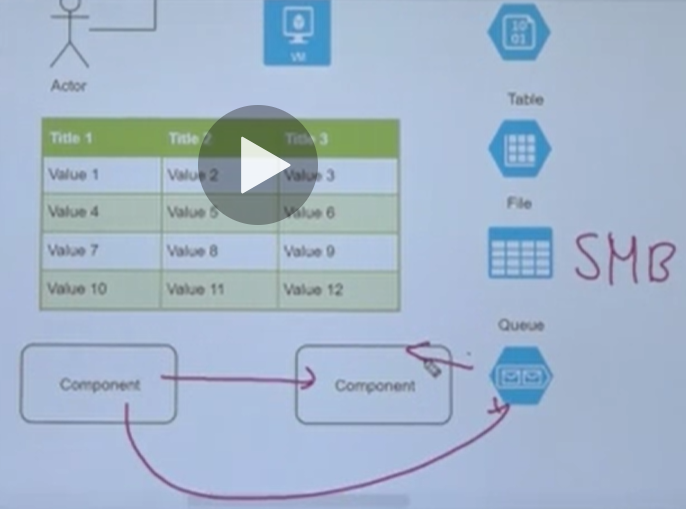 10
01
VM
Actor
Table
Title 1 Title 2 Title 3
Value 1 Value 2 Value 3
File
Value 4 Value 5 Value 6
Value 7 Value 8 Value 9
SMB
Value 10 Value 11 Value 12
Queue
Component Component